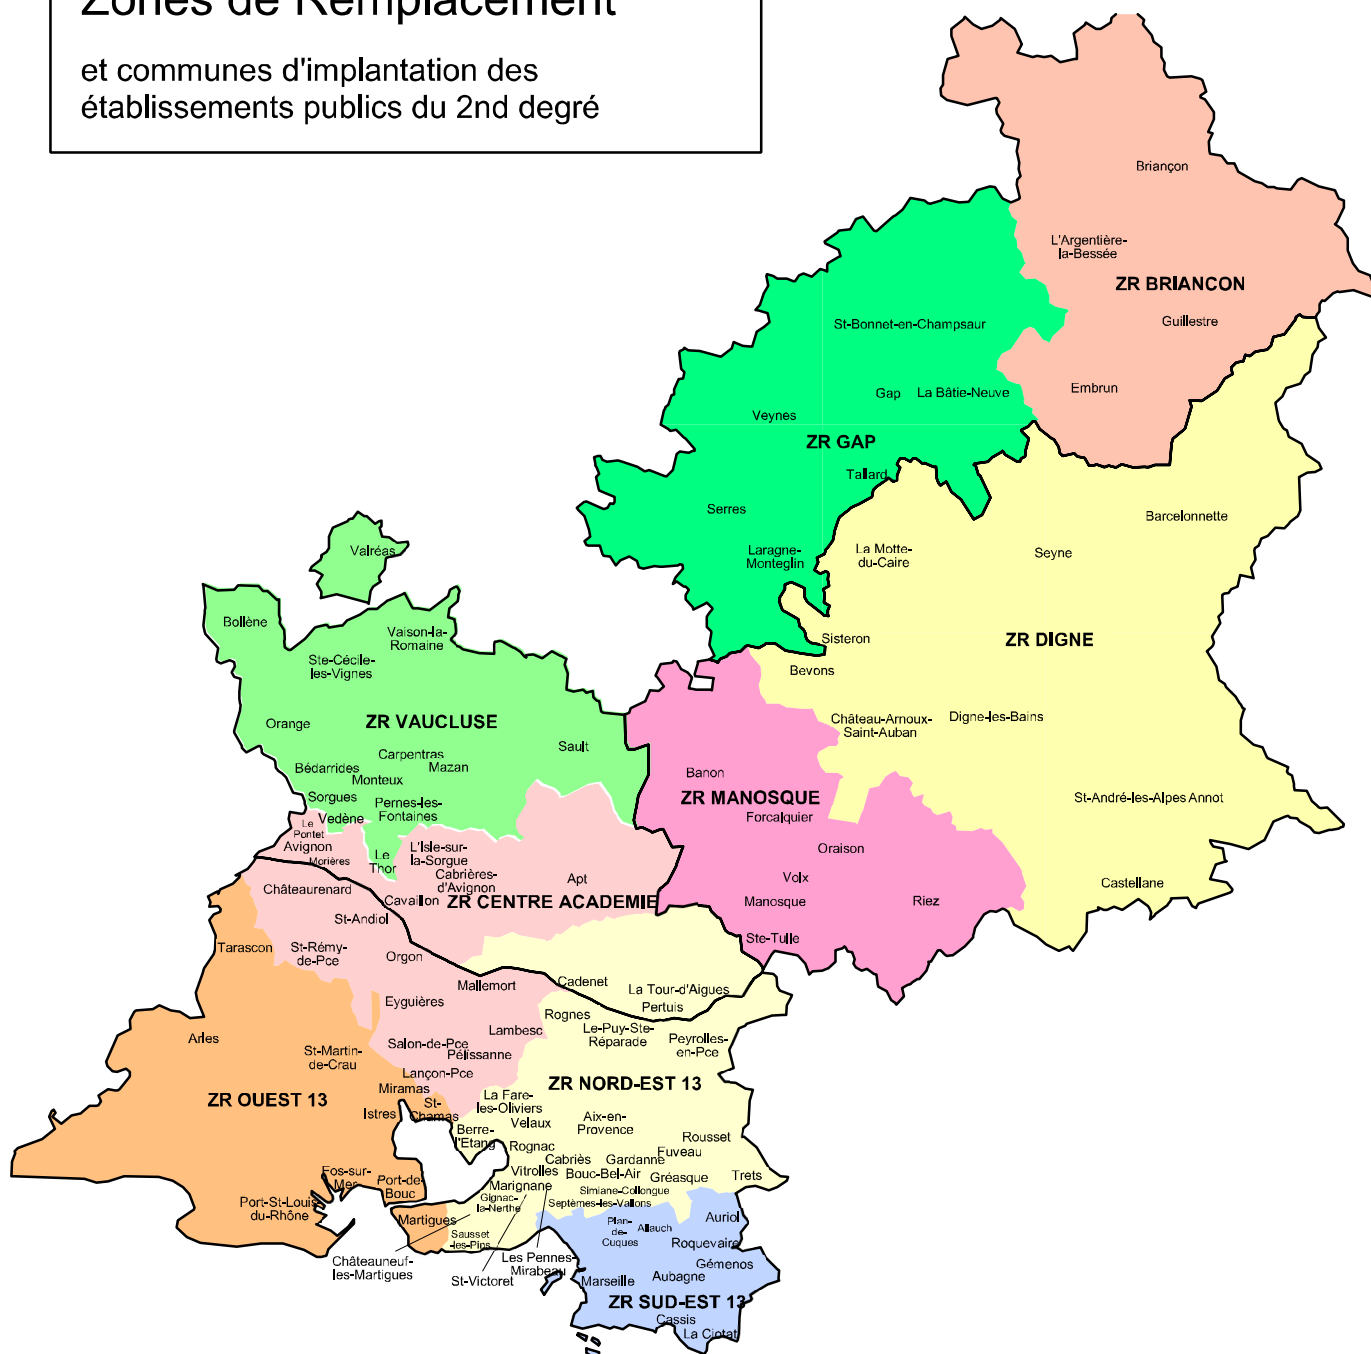 Zones de Remplacement
et communes d'implantation des
établissements publics du 2nd degré
Briançon
L'Argentière-
la-Bessée
ZR BRIANCON
Guillestre
Embrun
St-Bonnet-en-Champsaur
Gap
La Bâtie-Neuve
Veynes
ZR GAP
Tallard
Serres
Laragne-
Monteglin
Barcelonnette
Seyne
La Motte-
du-Caire
ZR DIGNE
Sisteron
Bevons
Château-Arnoux-
Saint-Auban
Digne-les-Bains
St-André-les-Alpes Annot
Castellane
Valréas
Bollène
Vaison-la-
Romaine
Ste-Cécile-
les-Vignes
Orange
ZR VAUCLUSE
Sault
Carpentras
Bédarrides
Mazan
Monteux
Sorgues
Pernes-les-
Fontaines
Vedène
Le
Thor
Banon
ZR MANOSQUE
Forcalquier
Oraison
Volx
Manosque
Riez
Ste-Tulle
Le
Pontet
Avignon
Morières
L'Isle-sur-
la-Sorgue
Cabrières-
d'Avignon
Apt
Cavaillon
ZR CENTRE ACADEMIE
Châteaurenard
St-Andiol
St-Rémy-
de-Pce
Orgon
Mallemort
Eyguières
Lambesc
Salon-de-Pce
Pélissanne
Lançon-Pce
Tarascon
Arles
St-Martin-
de-Crau
Miramas
St-
Chamas
Istres
ZR OUEST 13
Fos-sur-
Mer
Port-de-
Bouc
Port-St-Louis-
du-Rhône
Martigues
Cadenet
La Tour-d'Aigues
Pertuis
Rognes
Le-Puy-Ste-
Réparade
Peyrolles-
en-Pce
ZR NORD-EST 13
La Fare-
les-Oliviers
Velaux
Aix-en-
Provence
Berre-
l'Etang
Rognac
Rousset
Fuveau
Cabriès
Gardanne
Vitrolles
Bouc-Bel-Air
Gréasque
Trets
Marignane
Simiane-Collongue
Gignac-
la-Nerthe
Septèmes-les-Vallons
Sausset
-les-Pins
Châteauneuf-
les-Martigues
St-Victoret
Les Pennes-
Mirabeau
Plan-
de-
Cuques
Allauch
Auriol
Roquevaire
Gémenos
Aubagne
Marseille
ZR SUD-EST 13
Cassis
La Ciotat